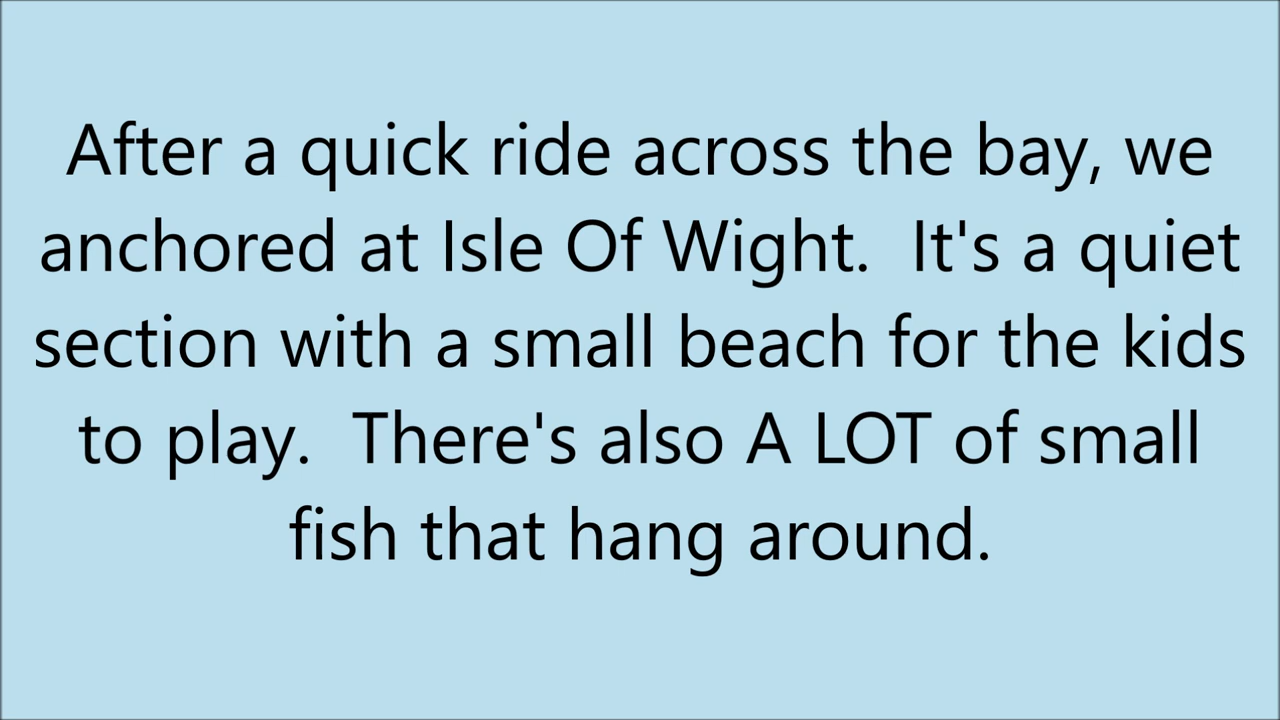 After a quick ride across the bay, we
anchored at Isle Of Wight.  It's a quiet
section with a small beach for the kids
to play.  There's also A LOT of small
fish that hang around.